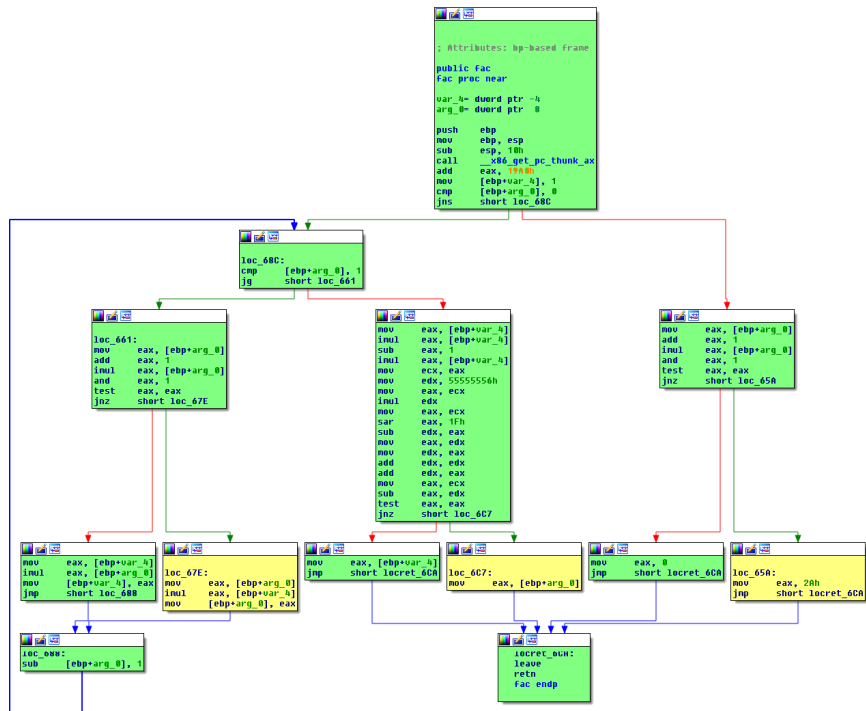 ; Attributes: bp-based frame
public fac
fac proc near
var_4= dword ptr -4
arg_0= dword ptr 8
push ebp
mov ebp, esp
sub esp, 10h
call __x86_get_pc_thunk_ax
add eax, 19A0h
mov [ebp+var_4], 1
cmp [ebp+arg_0], 0
jns short loc_68C
loc_68C:
cmp [ebp+arg_0], 1
jg short loc_661
loc_661:
mov eax, [ebp+arg_0]
add eax, 1
imul eax, [ebp+arg_0]
and eax, 1
test eax, eax
jnz short loc_67E
mov eax, [ebp+var_4]
imul eax, [ebp+var_4]
sub eax, 1
imul eax, [ebp+var_4]
mov ecx, eax
mov edx, 55555556h
mov eax, ecx
imul edx
mov eax, ecx
sar eax, 1Fh
sub edx, eax
mov eax, edx
mov edx, eax
add edx, edx
add edx, eax
mov eax, ecx
sub eax, edx
test eax, eax
jnz short loc_6C7
mov eax, [ebp+arg_0]
add eax, 1
imul eax, [ebp+arg_0]
and eax, 1
test eax, eax
jnz short loc_65A
mov eax, [ebp+var_4]
imul eax, [ebp+arg_0]
mov [ebp+var_4], eax
jmp short loc_688
loc_67E:
mov eax, [ebp+arg_0]
imul eax, [ebp+var_4]
mov [ebp+arg_0], eax
mov eax, [ebp+var_4]
jmp short locret_6CA
loc_6C7:
mov eax, [ebp+arg_0]
mov eax, 0
jmp short locret_6CA
loc_65A:
mov eax, 2Ah
jmp short locret_6CA
loc_688:
sub [ebp+arg_0], 1
locret_6CA:
leave
retn
fac endp